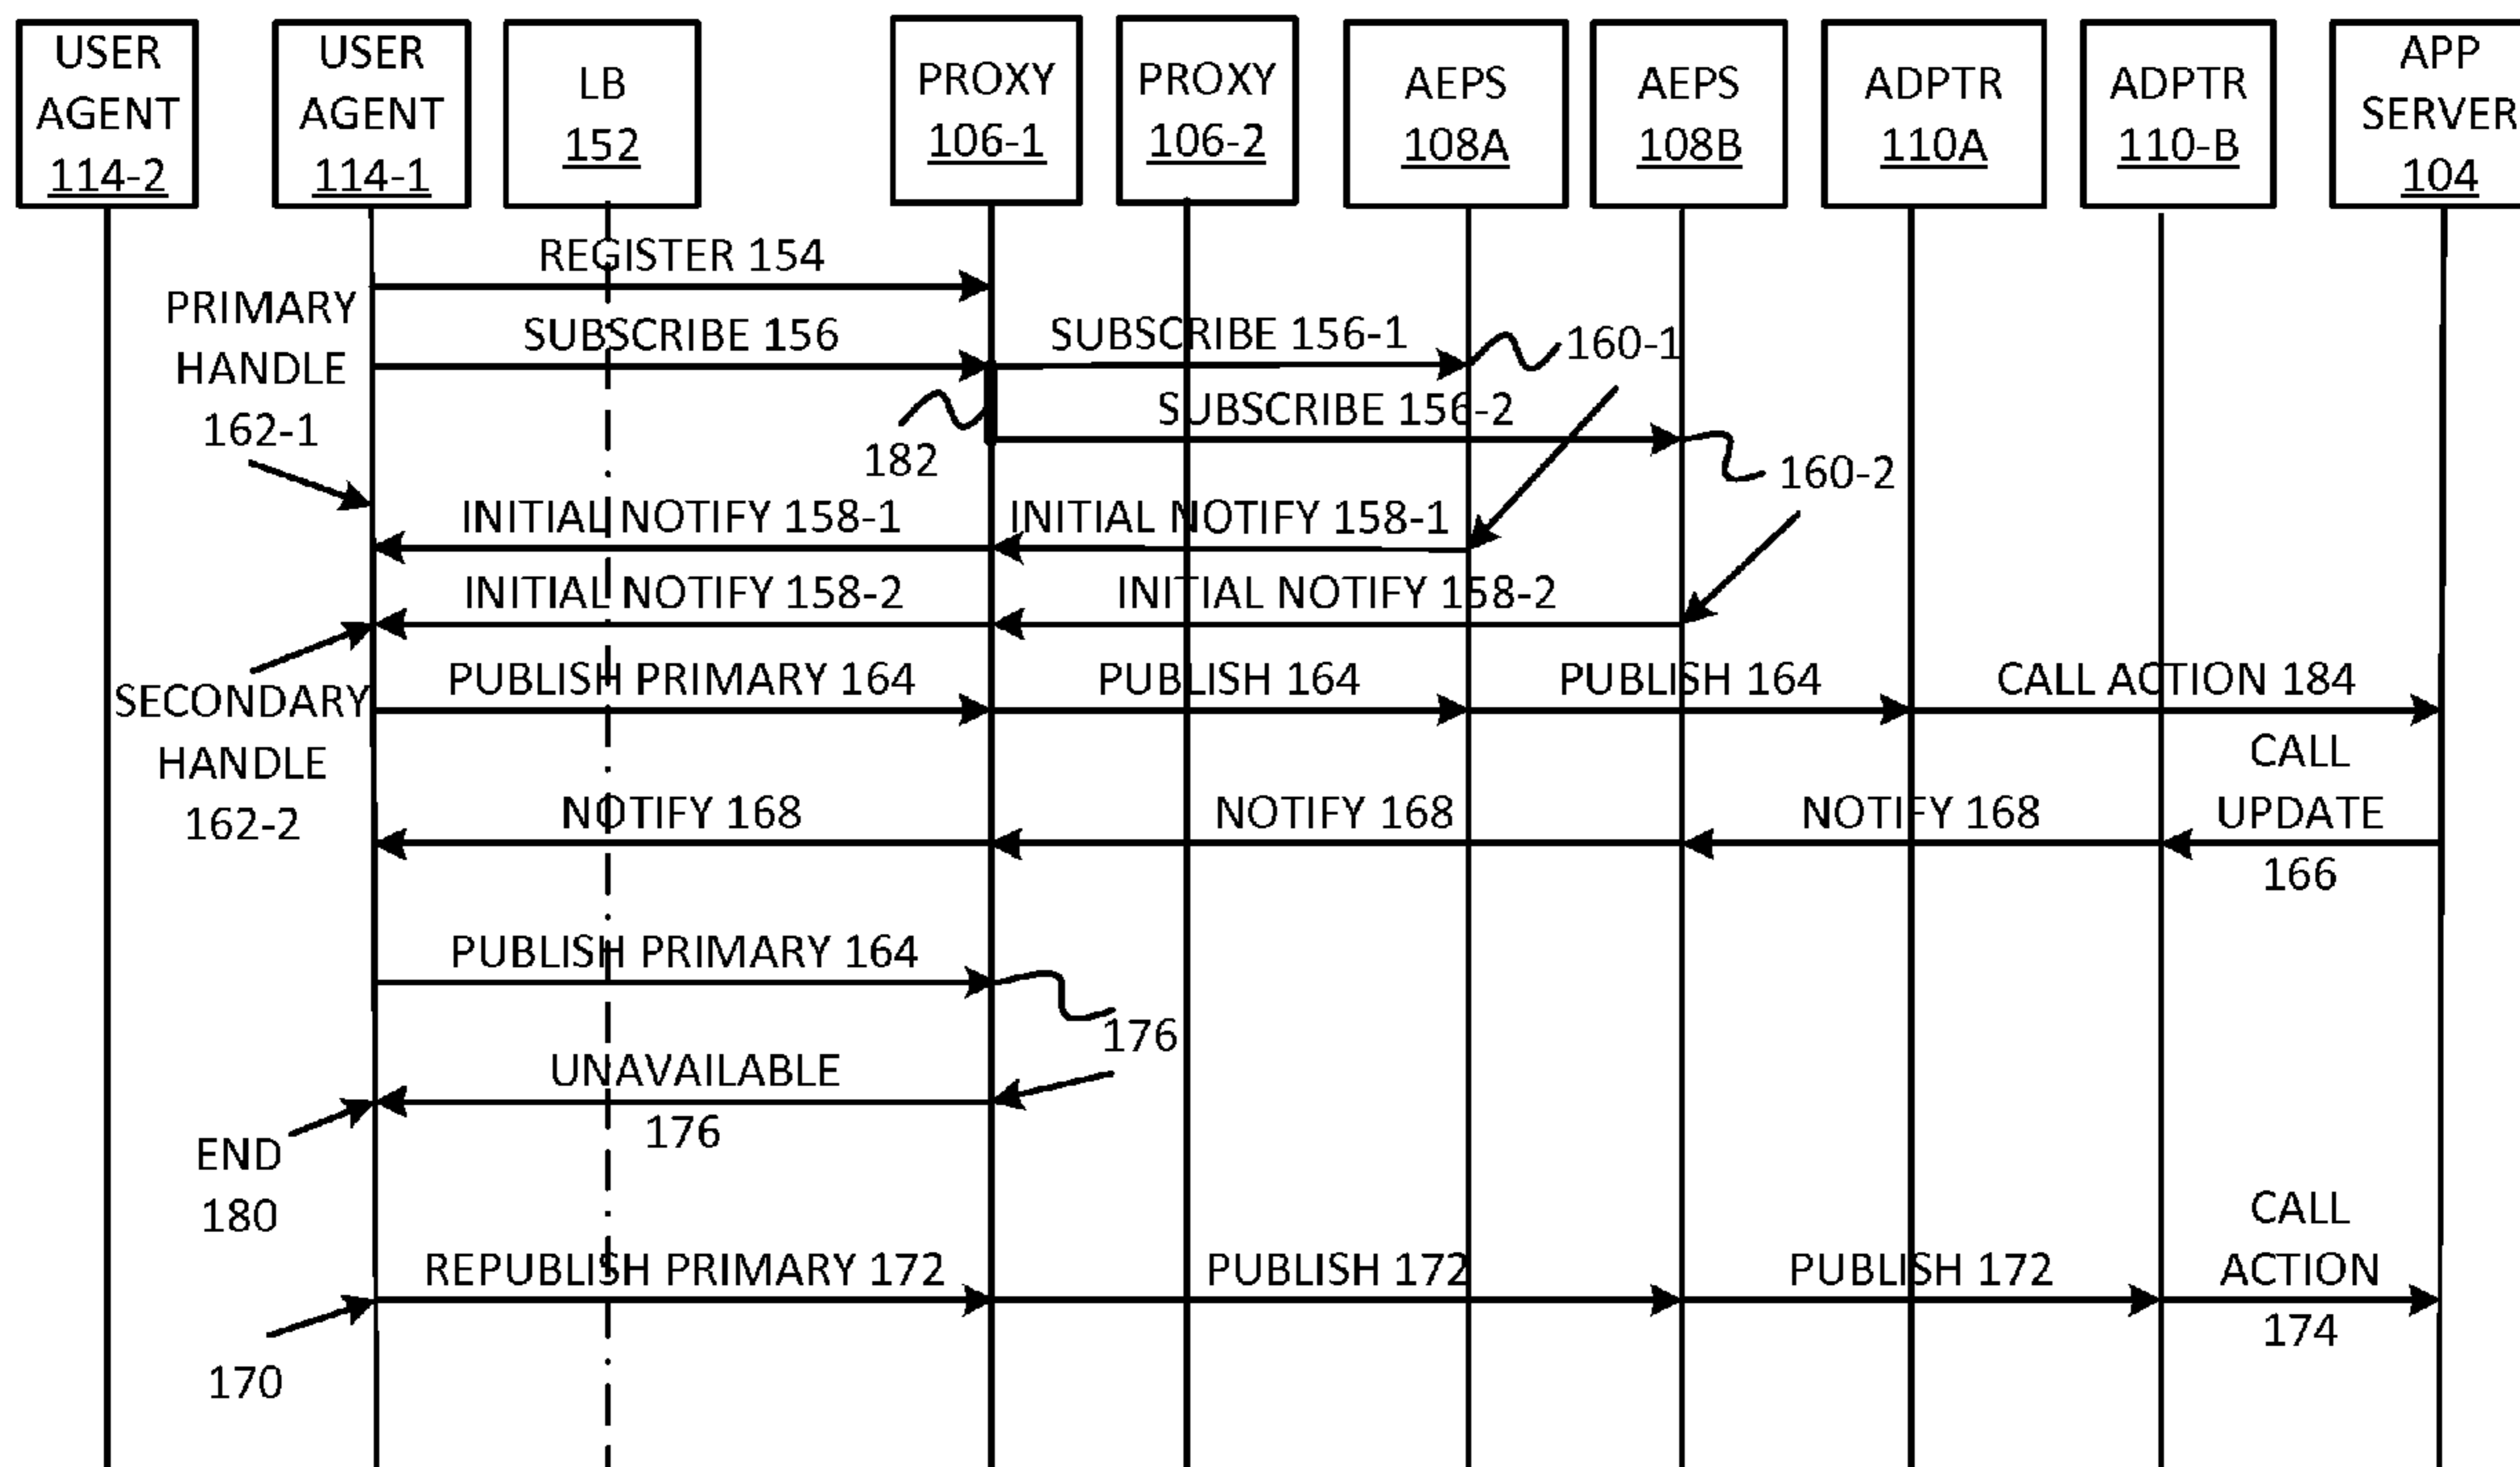 USER
AGENT
114-2
USER
AGENT
114-1
LB
152
PROXY
106-1
PROXY
106-2
AEPS
108A
AEPS
108B
ADPTR
110A
ADPTR
110-B
APP
SERVER
104
REGISTER 154
PRIMARY
HANDLE
162-1
SUBSCRIBE 156
SUBSCRIBE 156-1
160-1
SUBSCRIBE 156-2
182
160-2
INITIAL NOTIFY 158-1
INITIAL NOTIFY 158-1
INITIAL NOTIFY 158-2
INITIAL NOTIFY 158-2
SECONDARY
HANDLE
162-2
PUBLISH PRIMARY 164
PUBLISH 164
PUBLISH 164
CALL ACTION 184
NOTIFY 168
NOTIFY 168
NOTIFY 168
CALL
UPDATE
166
PUBLISH PRIMARY 164
176
UNAVAILABLE
176
END
180
REPUBLISH PRIMARY 172
PUBLISH 172
PUBLISH 172
CALL
ACTION
174
170